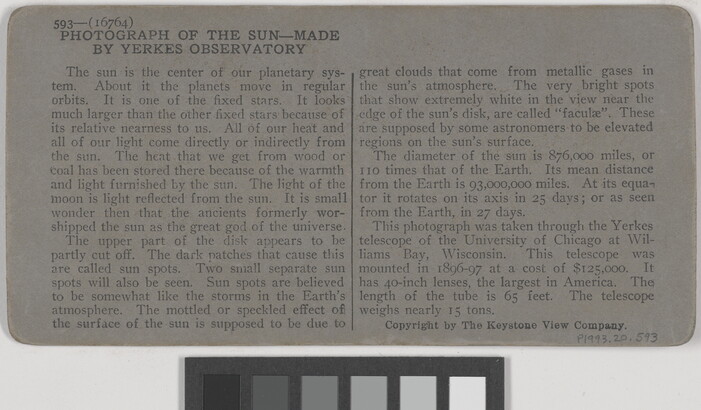 593—(16764)
PHOTOGRAPH OF THE SUN—MADE
BY YERKES OBSERVATORY
The sun is the center of our planetary sys-
tem. About it the planets move in regular
orbits. It is one of the fixed stars. It looks
much larger than the other fixed stars because of
its relative nearness to us. All of our heat and
all of our light come directly or indirectly from
the sun. The heat that we get from wood or
coal has been stored there because of the warmth
and light furnished by the sun. The light of the
moon is light reflected from the sun. It is small
wonder then that the ancients formerly wor-
shipped the sun as the great god of the universe.
The upper part of the disk appears to be
partly cut off. The dark patches that cause this
are called sun spots. Two small separate sun
spots will also be seen. Sun spots are believed
to be somewhat like the storms in the Earth's
atmosphere. The mottled or speckled effect of
the surface of the sun is supposed to be due to
great clouds that come from metallic gases in
the sun's atmosphere. The very bright spots
that show extremely white in the view near the
edge of the sun's disk, are called "faculæ". These
are supposed by some astronomers to be elevated
regions on the sun's surface.
The diameter of the sun is 876,000 miles, or
110 times that of the Earth. Its mean distance
from the Earth is 93,000,000 miles. At its equa-
tor it rotates on its axis in 25 days; or as seen
from the Earth, in 27 days.
This photograph was taken through the Yerkes
telescope of the University of Chicago at Wil-
liams Bay, Wisconsin. This telescope was
mounted in 1896-97 at a cost of $125,000. It
has 40-inch lenses, the largest in America. The
length of the tube is 65 feet. The telescope
weighs nearly 15 tons.
Copyright by The Keystone View Company.
P1993.20.593